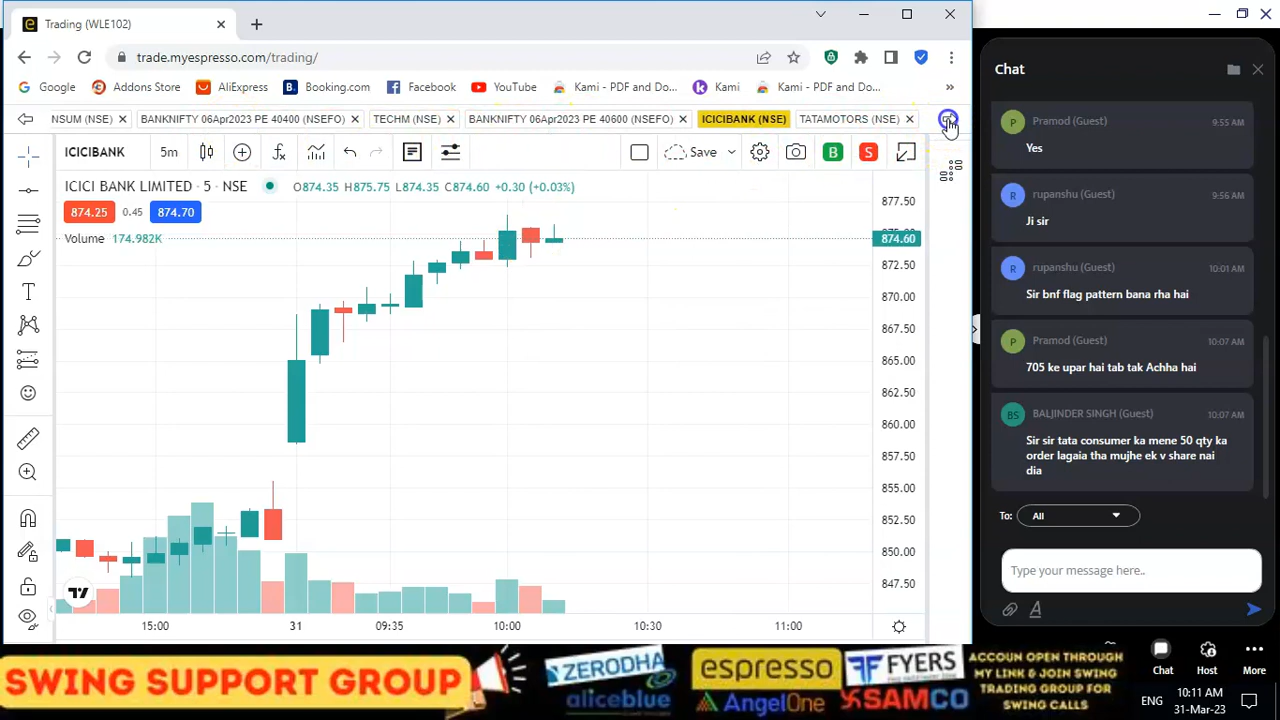 Trading (WLE102)
trade.myespresso.com/trading/
Google
Addons Store
AliExpress
Booking.com
Facebook
YouTube
Kami - PDF and Do...
Kami
Kami - PDF and Do...
NSUM (NSE)
BANKNIFTY 06Apr2023 PE 40400 (NSEFO)
TECHM (NSE)
BANKNIFTY 06Apr2023 PE 40600 (NSEFO)
ICICIBANK (NSE)
TATAMOTORS (NSE)
ICICIBANK
5m
Save
B
S
ICICI BANK LIMITED · 5 · NSE
O874.35 H875.75 L874.35 C874.60 +0.30 (+0.03%)
874.25 0.45 874.70
Volume 174.982K
877.50
874.60
872.50
870.00
867.50
865.00
862.50
860.00
857.50
855.00
852.50
850.00
847.50
15:00
31
09:35
10:00
10:30
11:00
Chat
P
Pramod (Guest)
9:55 AM
Yes
R
rupanshu (Guest)
9:56 AM
Ji sir
R
rupanshu (Guest)
10:01 AM
Sir bnf flag pattern bana rha hai
P
Pramod (Guest)
10:07 AM
705 ke upar hai tab tak Achha hai
BS
BALJINDER SINGH (Guest)
10:07 AM
Sir sir tata consumer ka mene 50 qty ka
order lagaia tha mujhe ek v share nai
dia
To:
All
Type your message here..
Chat
Host
More
ENG
10:11 AM
31-Mar-23
SWING SUPPORT GROUP
ZERODHA
aliceblue
espresso
AngelOne
FYERS
SAMCO
ACCOUN OPEN THROUGH
MY LINK & JOIN SWING
TRADING GROUP FOR
SWING CALLS